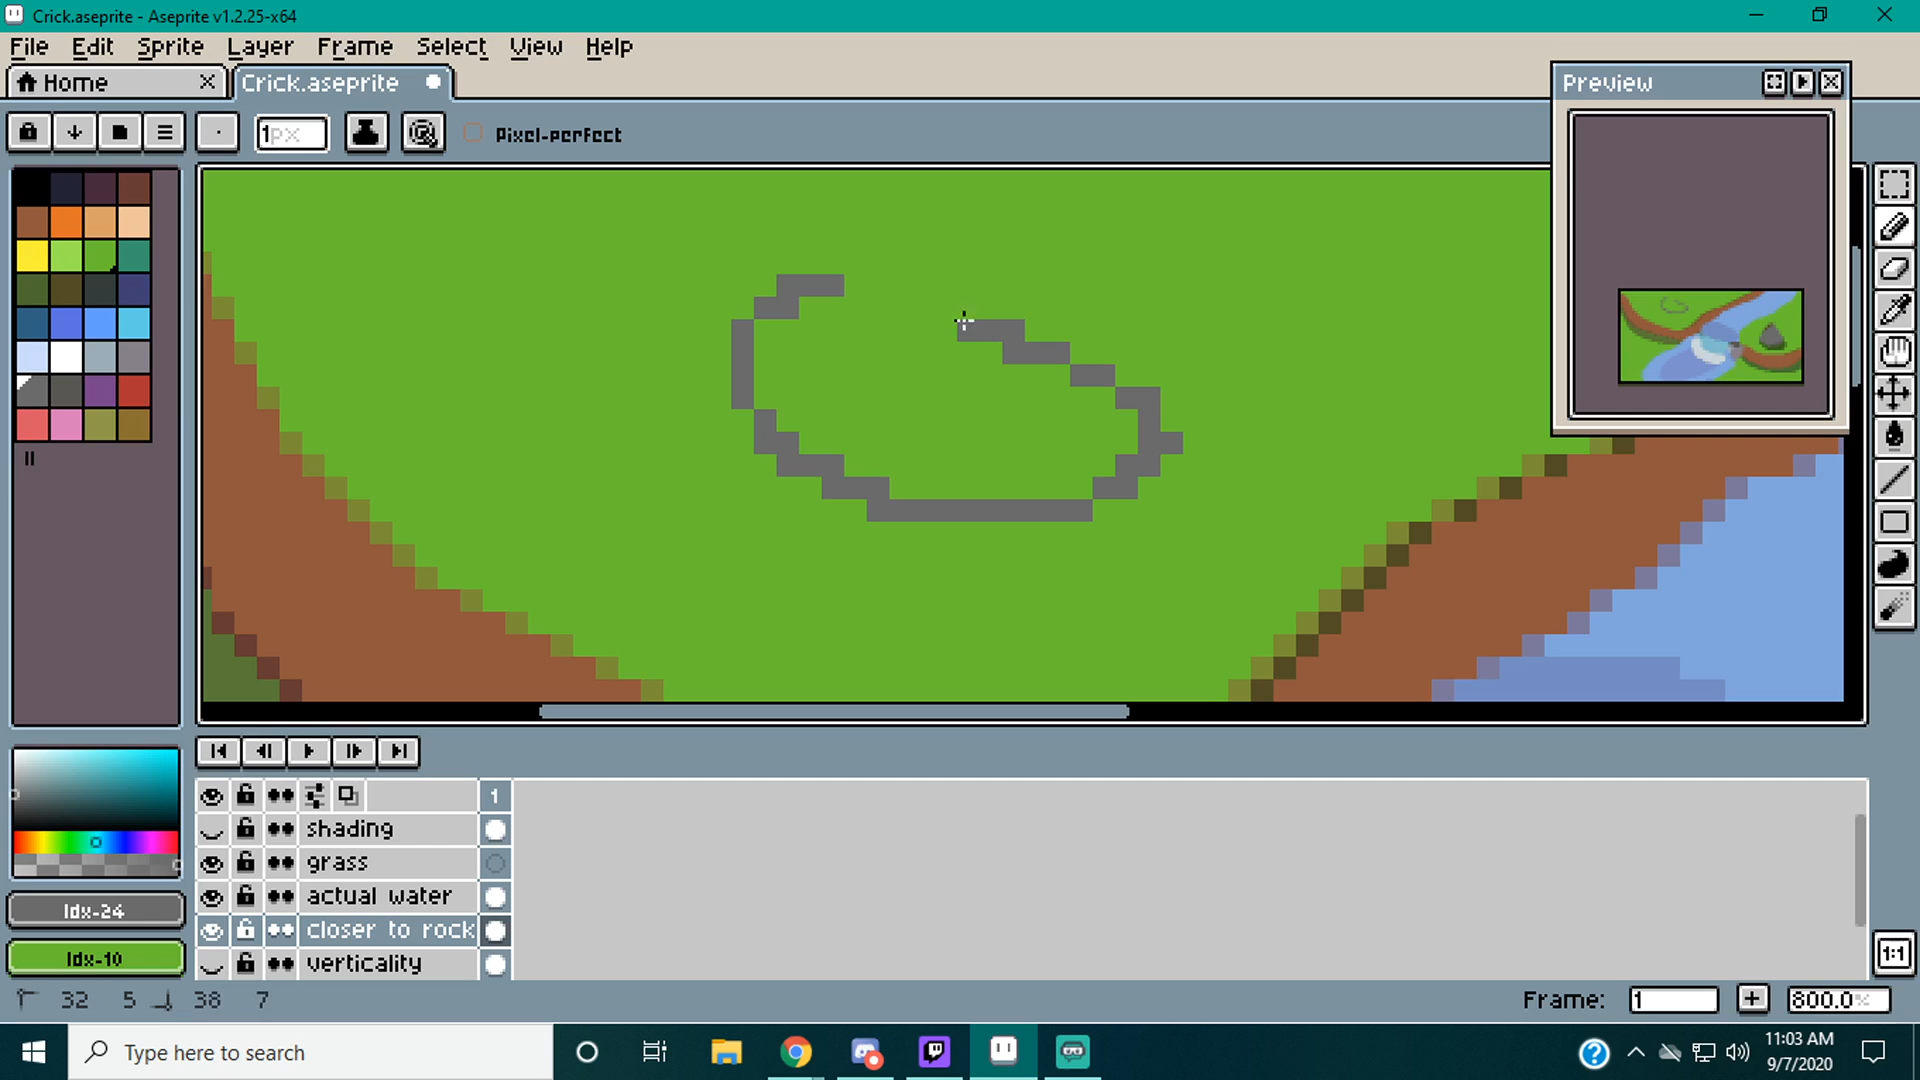 Crick.aseprite - Aseprite v1.2.25-x64
File Edit Sprite Layer Frame Select View Help
Home Crick.aseprite
Preview
1px Pixel-perfect
1
shading
grass
actual water
closer to rock
verticality
Idx-24
Idx-10
1:1
32 5 38 7
Frame: 1 + 800.0%
Type here to search
11:03 AM
9/7/2020